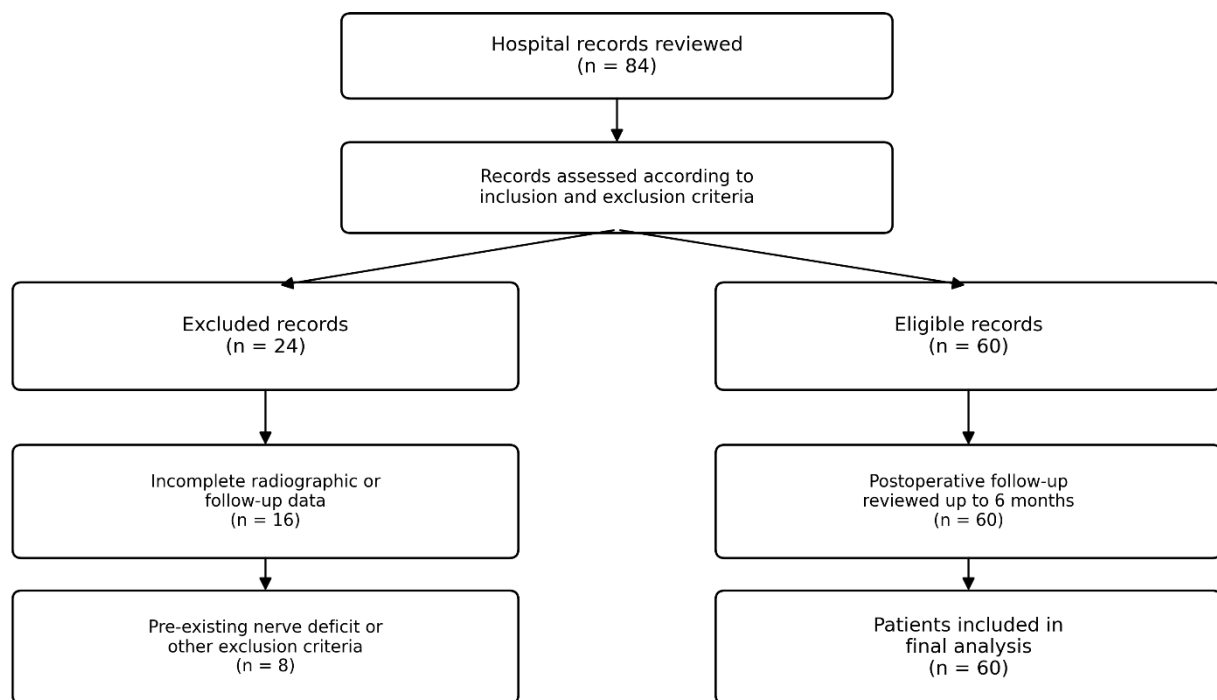 Hospital records reviewed
(n = 84)
Records assessed according to
inclusion and exclusion criteria
Excluded records
(n = 24)
Eligible records
(n = 60)
Incomplete radiographic or
follow-up data
(n = 16)
Postoperative follow-up
reviewed up to 6 months
(n = 60)
Pre-existing nerve deficit or
other exclusion criteria
(n = 8)
Patients included in
final analysis
(n = 60)